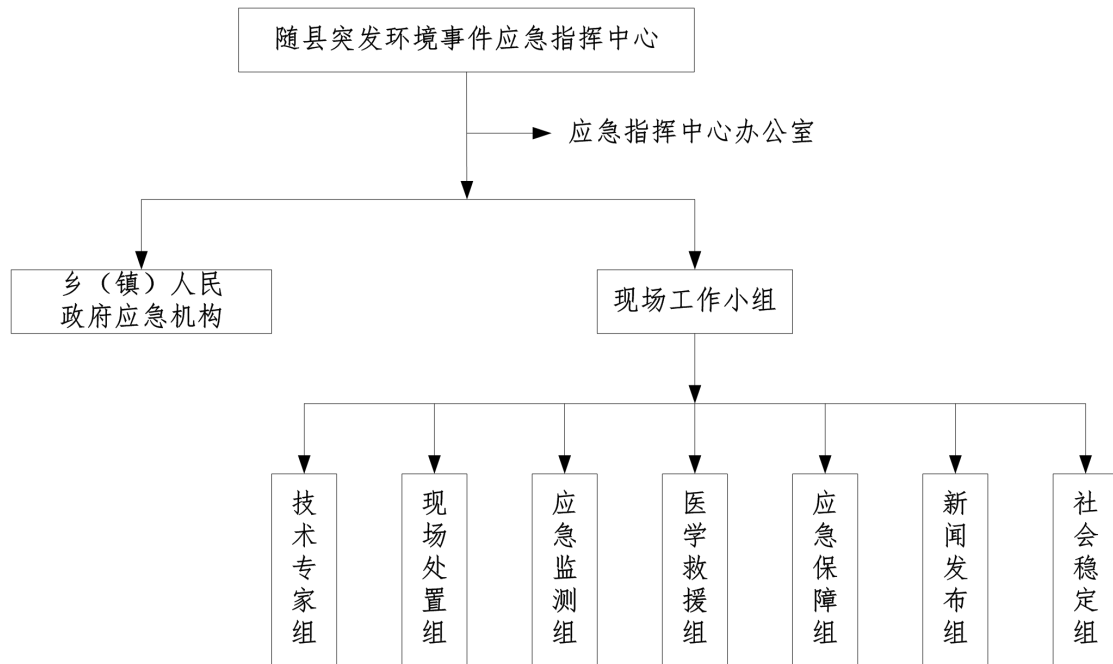 随县突发环境事件应急指挥中心
应急指挥中心办公室
乡（镇）人民
政府应急机构
现场工作小组
技术专家组
现场处置组
应急监测组
医学救援组
应急保障组
新闻发布组
社会稳定组